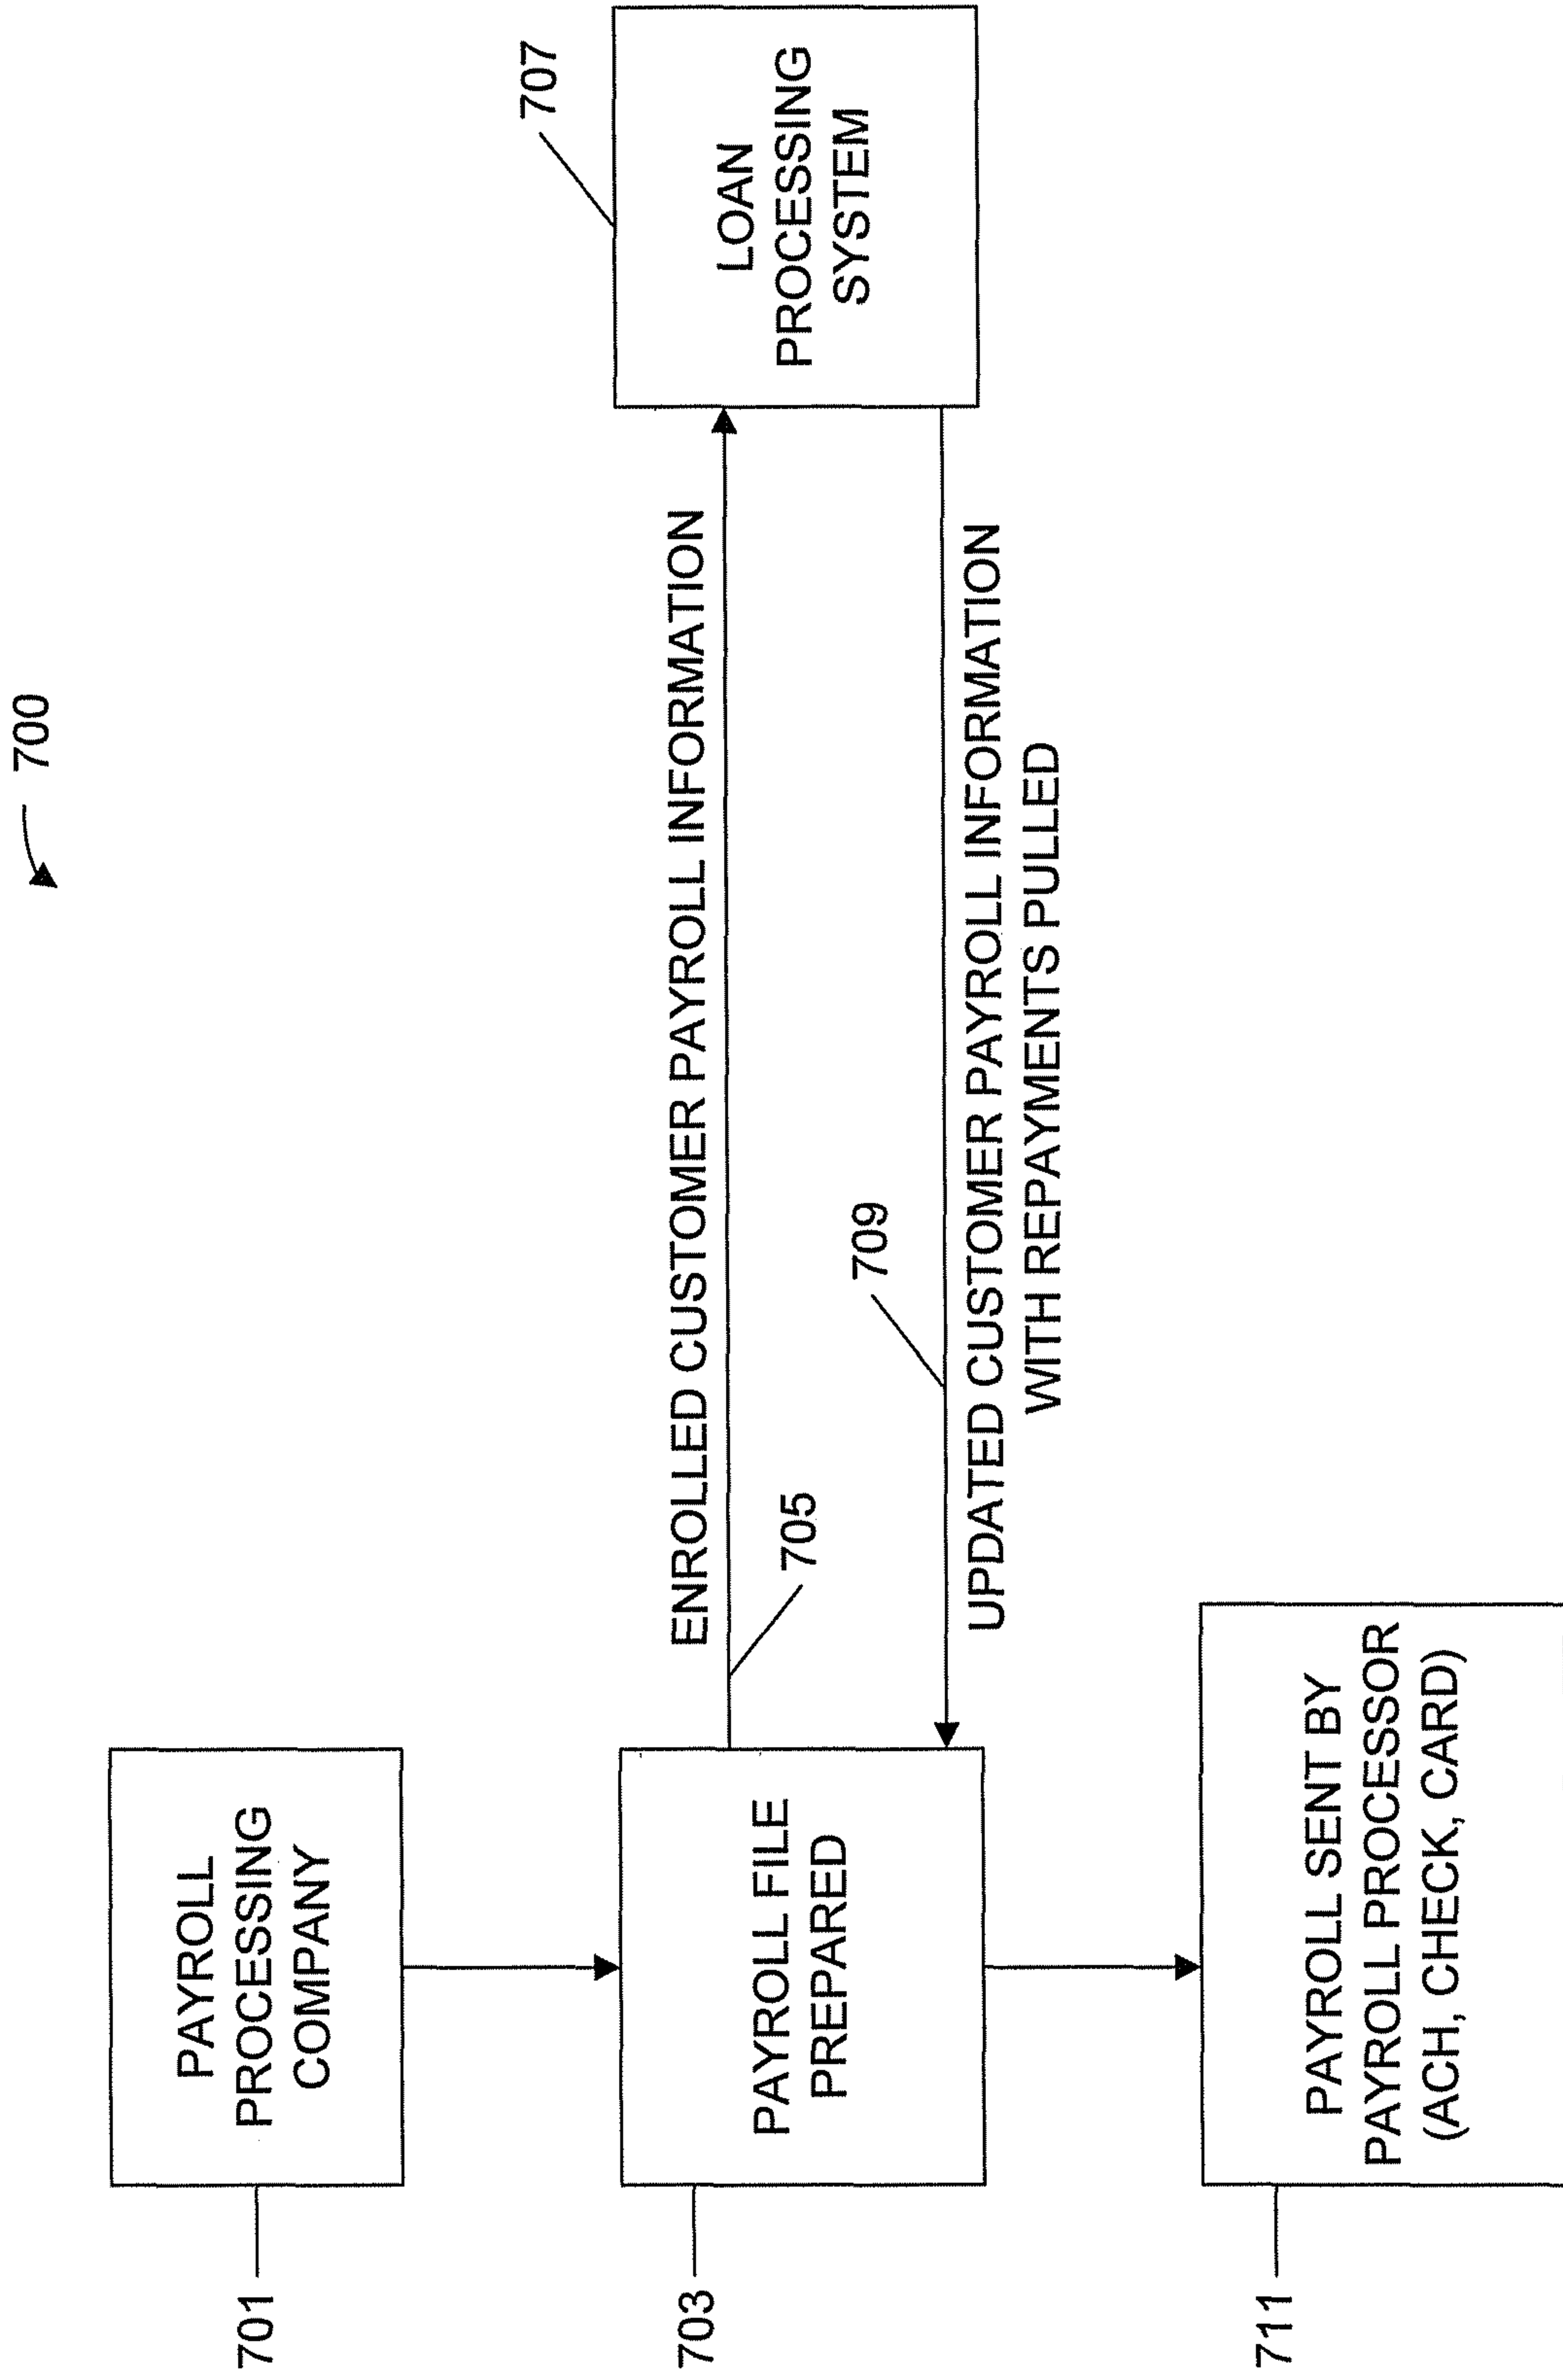 700
701
PAYROLL
PROCESSING
COMPANY
703
PAYROLL FILE
PREPARED
ENROLLED CUSTOMER PAYROLL INFORMATION
705
707
LOAN
PROCESSING
SYSTEM
709
UPDATED CUSTOMER PAYROLL INFORMATION
WITH REPAYMENTS PULLED
711
PAYROLL SENT BY
PAYROLL PROCESSOR
(ACH, CHECK, CARD)